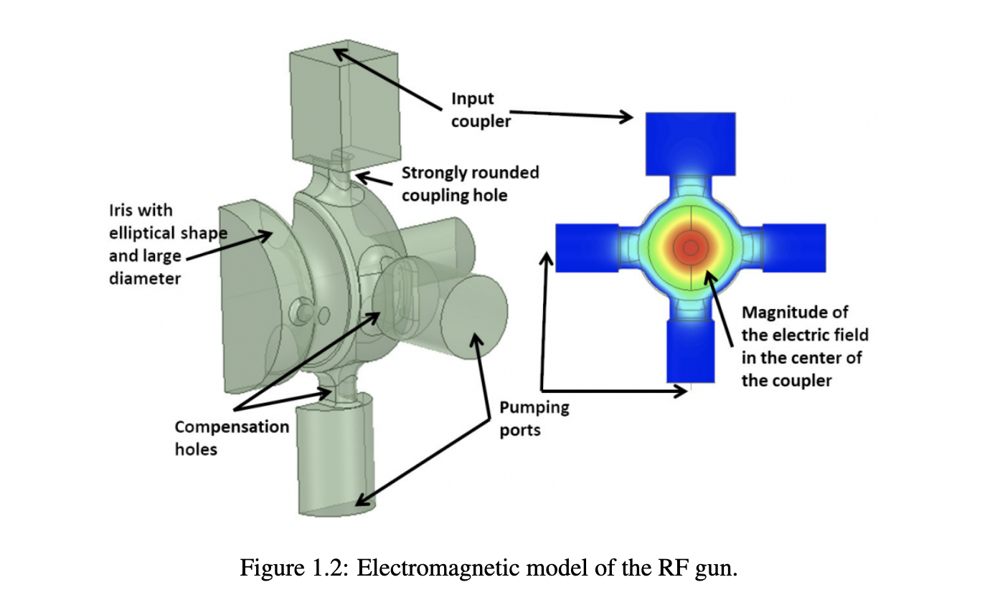 Input
coupler
Strongly rounded
coupling hole
Iris with
elliptical shape
and large
diameter
Magnitude of
the electric field
in the center of
the coupler
Compensation
holes
Pumping
ports
Figure 1.2: Electromagnetic model of the RF gun.